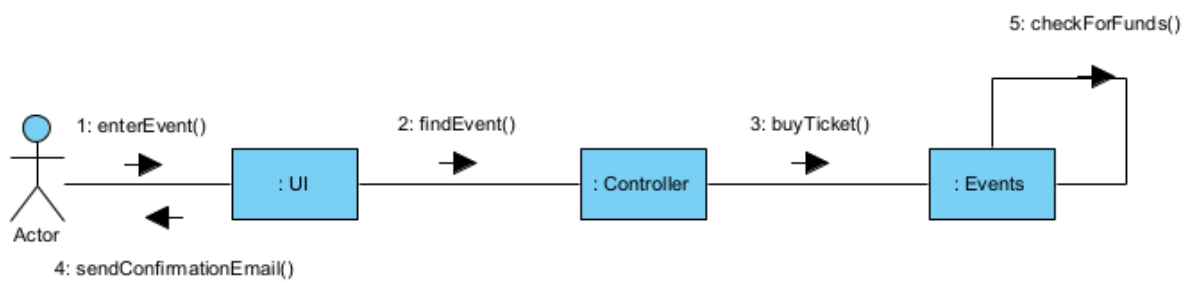 5: checkForFunds()
1: enterEvent()
2: findEvent()
3: buyTicket()
: UI
: Controller
: Events
Actor
4: sendConfirmationEmail()